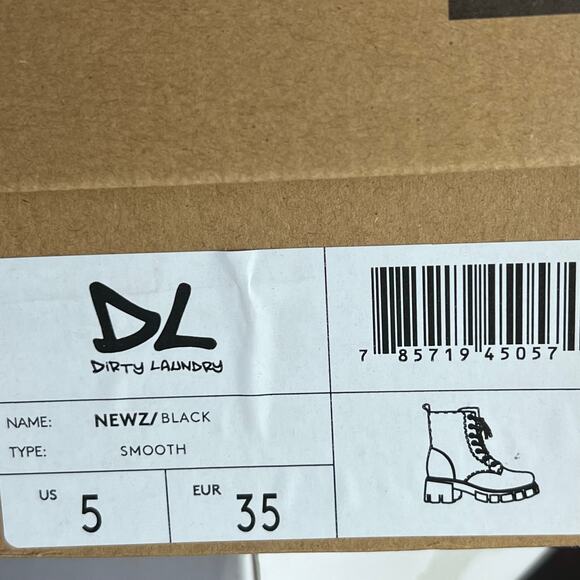 DL
DIRTY LAUNDRY
7 85719 45057
NAME: NEWZ/BLACK
TYPE: SMOOTH
US 5 EUR 35